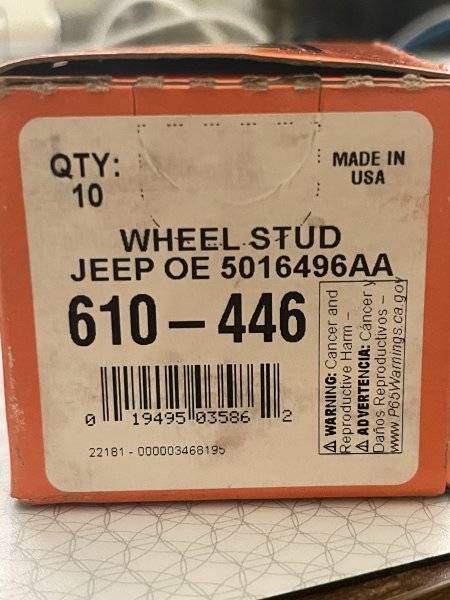 QTY:
10
MADE IN
USA
WHEEL STUD
JEEP OE 5016496AA
610-446
0 19495 03586 2
22181 - 000003468195
⚠ WARNING: Cancer and
Reproductive Harm –
⚠ ADVERTENCIA: Cáncer y
Daños Reproductivos –
www.P65Warnings.ca.gov